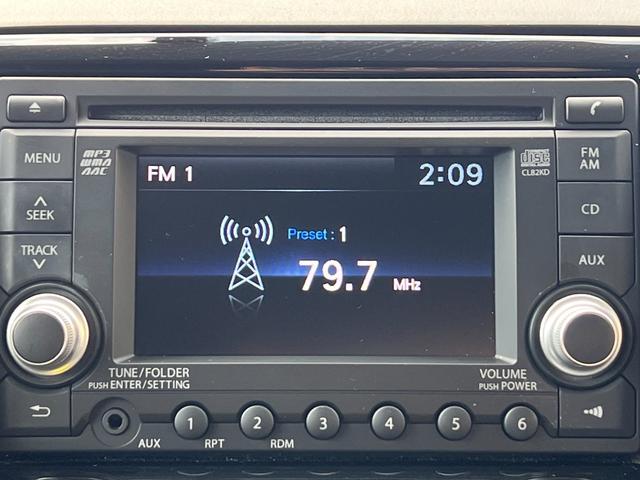 MENU
MP3
WMA
AAC
disc
CL82KD
FM
AM
SEEK
CD
TRACK
AUX
FM 1
2:09
Preset : 1
79.7 MHz
TUNE/FOLDER
PUSH ENTER/SETTING
VOLUME
PUSH POWER
AUX
1
RPT
2
RDM
3
4
5
6